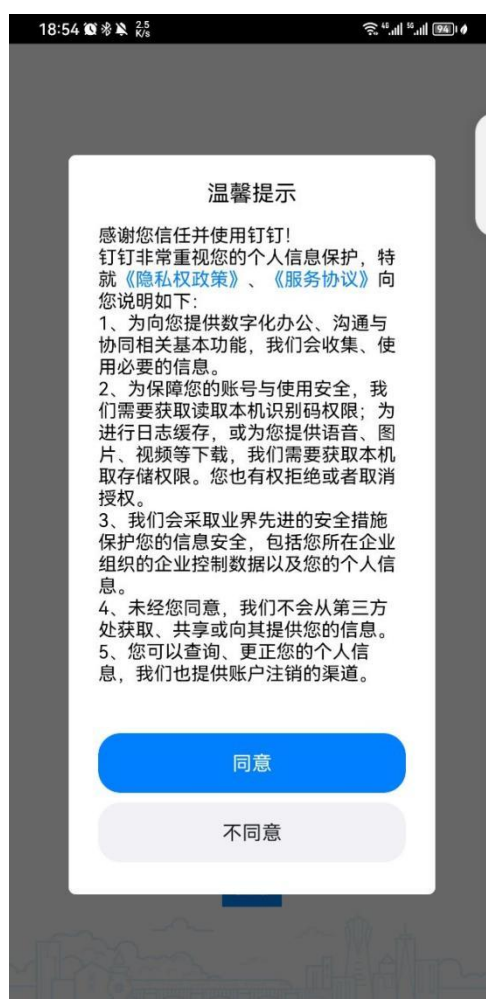 18:54 2.5 K/s 4G 5G 94
温馨提示
感谢您信任并使用钉钉！
钉钉非常重视您的个人信息保护，特
就《隐私权政策》、《服务协议》向
您说明如下：
1、为向您提供数字化办公、沟通与
协同相关基本功能，我们会收集、使
用必要的信息。
2、为保障您的账号与使用安全，我
们需要获取读取本机识别码权限；为
进行日志缓存，或为您提供语音、图
片、视频等下载，我们需要获取本机
取存储权限。您也有权拒绝或者取消
授权。
3、我们会采取业界先进的安全措施
保护您的信息安全，包括您所在企业
组织的企业控制数据以及您的个人信
息。
4、未经您同意，我们不会从第三方
处获取、共享或向其提供您的信息。
5、您可以查询、更正您的个人信
息，我们也提供账户注销的渠道。
同意
不同意